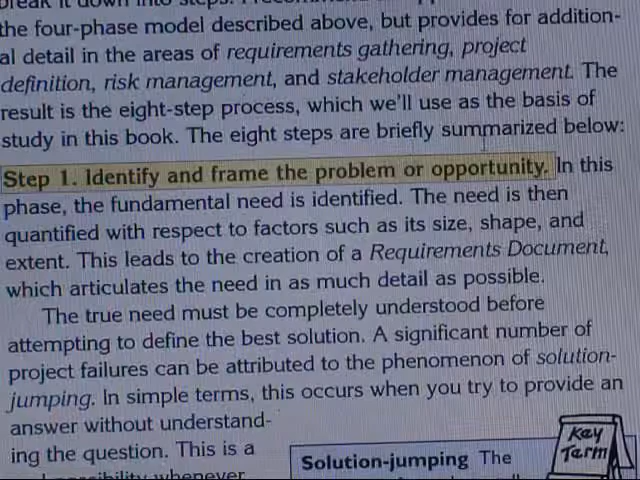 break it down into steps.
the four-phase model described above, but provides for addition-
al detail in the areas of requirements gathering, project
definition, risk management, and stakeholder management. The
result is the eight-step process, which we'll use as the basis of
study in this book. The eight steps are briefly summarized below:
Step 1. Identify and frame the problem or opportunity. In this
phase, the fundamental need is identified. The need is then
quantified with respect to factors such as its size, shape, and
extent. This leads to the creation of a Requirements Document,
which articulates the need in as much detail as possible.
The true need must be completely understood before
attempting to define the best solution. A significant number of
project failures can be attributed to the phenomenon of solution-
jumping. In simple terms, this occurs when you try to provide an
answer without understand-
ing the question. This is a
whenever
Key
Term
Solution-jumping The